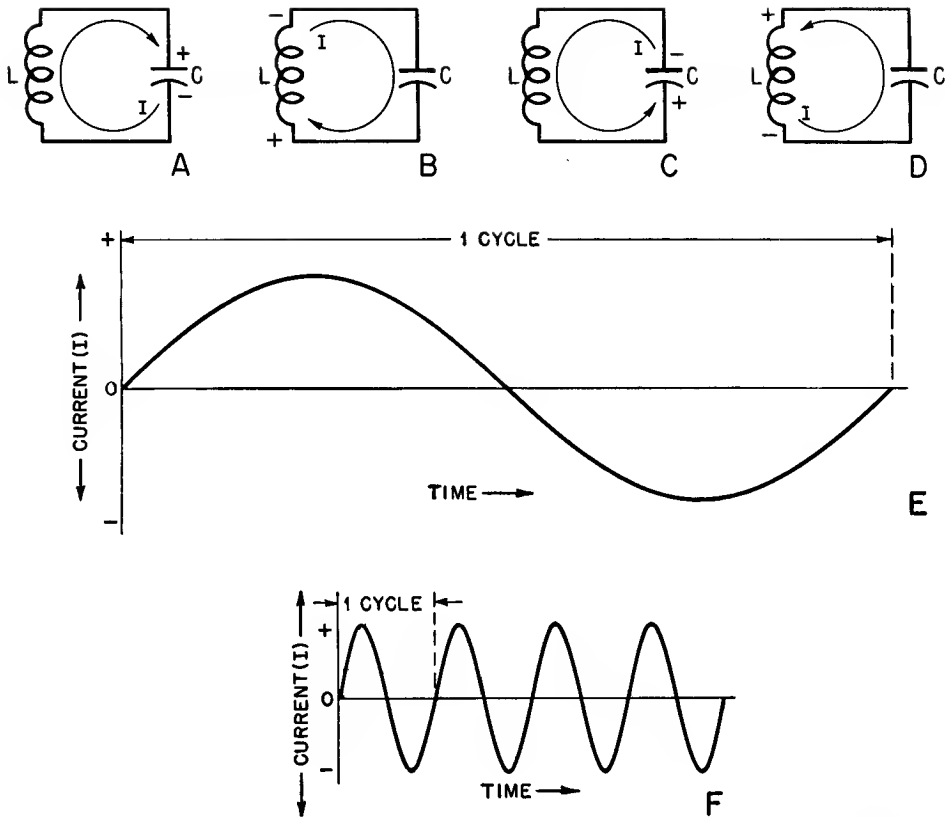 L I + - C
A
- I L + C
B
L I - C +
C
+ L I - C
D
+ 1 CYCLE
CURRENT (I)
0
TIME
-
E
1 CYCLE
CURRENT (I)
+
0
-
TIME
F